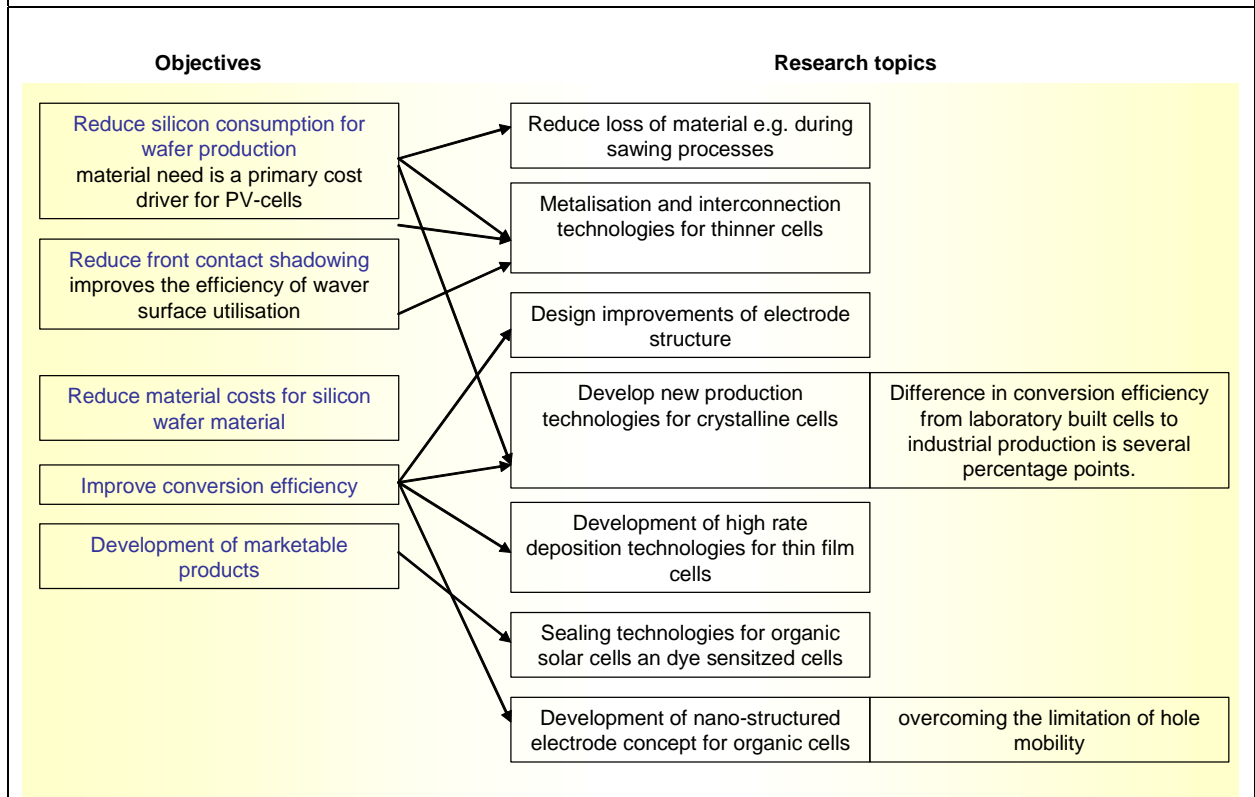 Objectives
Research topics
Reduce silicon consumption for
wafer production
material need is a primary cost
driver for PV-cells
Reduce front contact shadowing
improves the efficiency of waver
surface utilisation
Reduce material costs for silicon
wafer material
Improve conversion efficiency
Development of marketable
products
Reduce loss of material e.g. during
sawing processes
Metalisation and interconnection
technologies for thinner cells
Design improvements of electrode
structure
Develop new production
technologies for crystalline cells
Difference in conversion efficiency
from laboratory built cells to
industrial production is several
percentage points.
Development of high rate
deposition technologies for thin film
cells
Sealing technologies for organic
solar cells an dye sensitzed cells
Development of nano-structured
electrode concept for organic cells
overcoming the limitation of hole
mobility